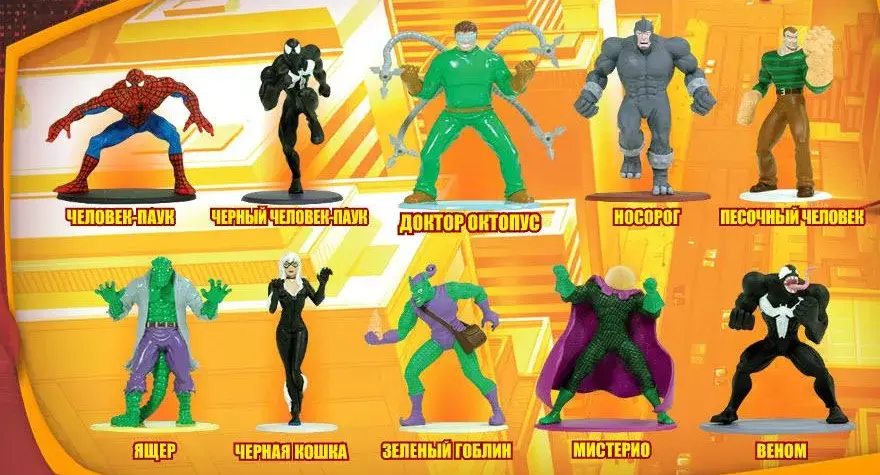 ЧЕЛОВЕК-ПАУК
ЧЕРНЫЙ ЧЕЛОВЕК-ПАУК
ДОКТОР ОКТОПУС
НОСОРОГ
ПЕСОЧНЫЙ ЧЕЛОВЕК
ЯЩЕР
ЧЕРНАЯ КОШКА
ЗЕЛЕНЫЙ ГОБЛИН
МИСТЕРИО
ВЕНОМ